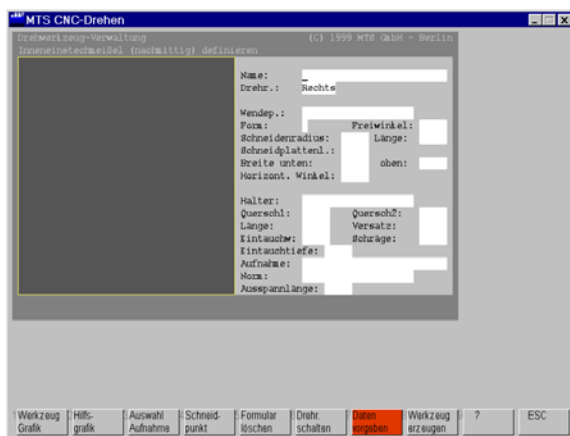 MTS CNC-Drehen
Drehwerkzeug-Verwaltung (C) 1999 MTS GmbH - Berlin
Inneneinstechmeißel (nachmittig) definieren
Name:
Drehr.: Rechts
Wendep.:
Form: Freiwinkel:
Schneidenradius: Länge:
Schneidplattenl.:
Breite unten: oben:
Horizont. Winkel:
Halter:
Querschl: Quersch2:
Länge: Versatz:
Eintauchw: Schräge:
Eintauchtiefe:
Aufnahme:
Norm:
Ausspannlänge:
Werkzeug Grafik
Hilfs-grafik
Auswahl Aufnahme
Schneid-punkt
Formular löschen
Drehr. schalten
Daten vorgeben
Werkzeug erzeugen
?
ESC